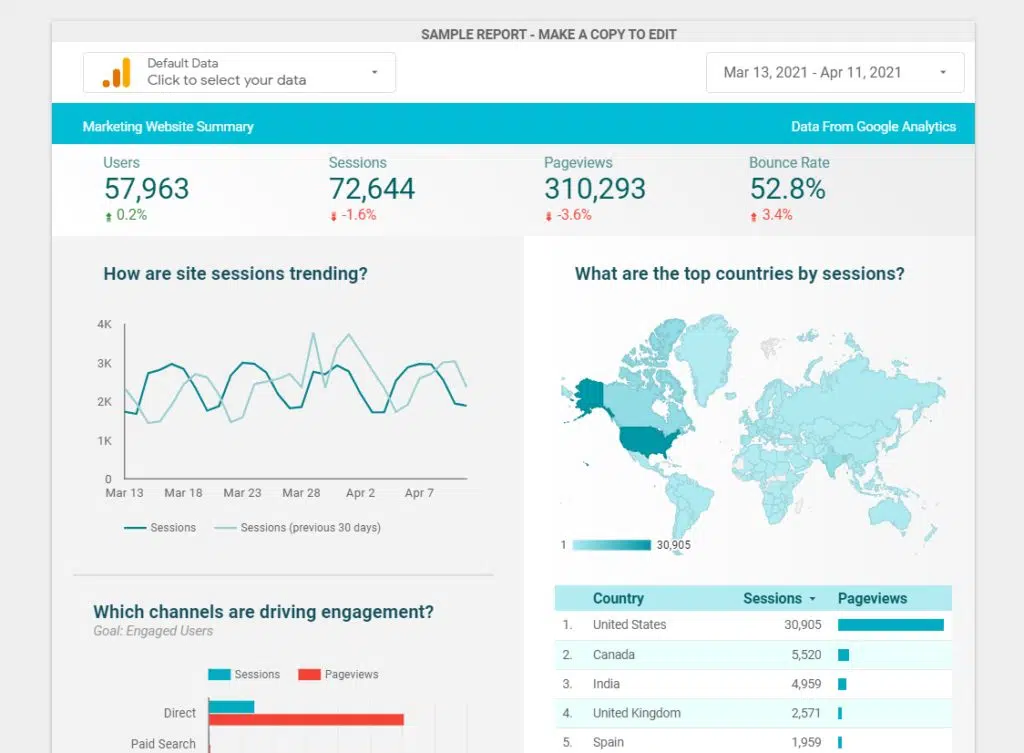 SAMPLE REPORT - MAKE A COPY TO EDIT
Default Data
Click to select your data
Mar 13, 2021 - Apr 11, 2021
Marketing Website Summary
Data From Google Analytics
Users
57,963
0.2%
Sessions
72,644
-1.6%
Pageviews
310,293
-3.6%
Bounce Rate
52.8%
3.4%
How are site sessions trending?
4K
3K
2K
1K
0
Mar 13 Mar 18 Mar 23 Mar 28 Apr 2 Apr 7
Sessions Sessions (previous 30 days)
What are the top countries by sessions?
1 30,905
Country Sessions Pageviews
1. United States 30,905
2. Canada 5,520
3. India 4,959
4. United Kingdom 2,571
5. Spain 1,959
Which channels are driving engagement?
Goal: Engaged Users
Sessions Pageviews
Direct
Paid Search